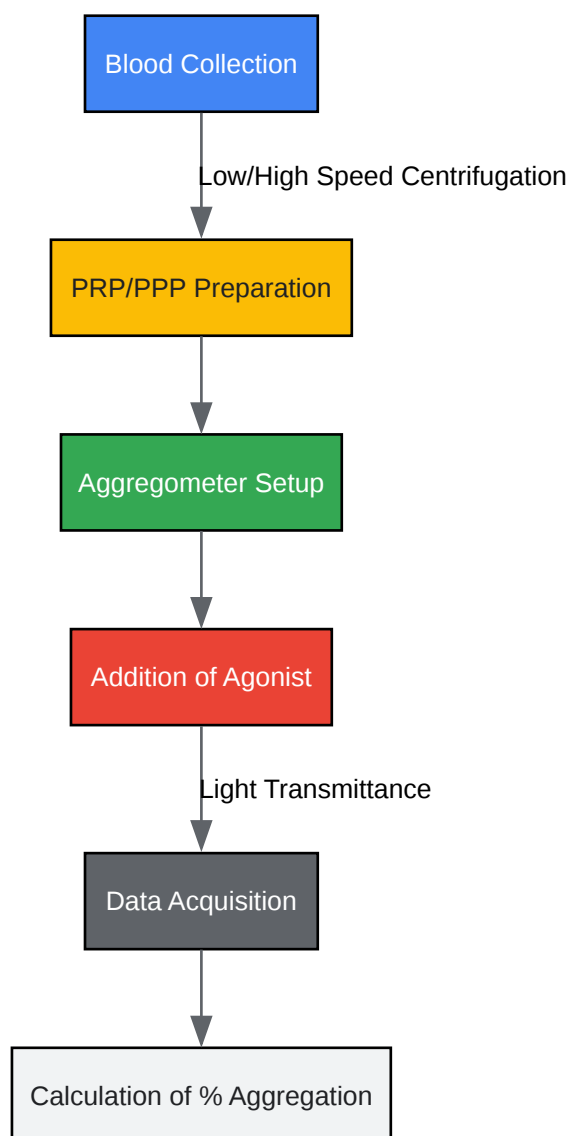 Blood Collection
Low/High Speed Centrifugation
PRP/PPP Preparation
Aggregometer Setup
Addition of Agonist
Light Transmittance
Data Acquisition
Calculation of % Aggregation